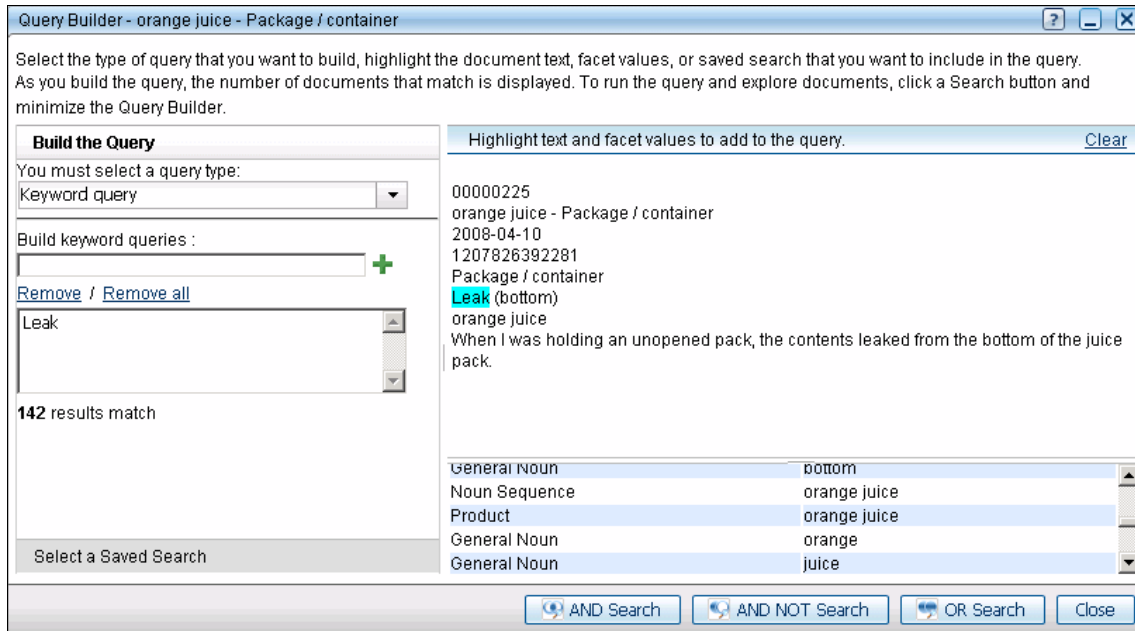 Query Builder - orange juice - Package / container
Select the type of query that you want to build, highlight the document text, facet values, or saved search that you want to include in the query.
As you build the query, the number of documents that match is displayed. To run the query and explore documents, click a Search button and
minimize the Query Builder.
Build the Query
You must select a query type:
Keyword query
Build keyword queries :
Remove / Remove all
Leak
142 results match
Select a Saved Search
Highlight text and facet values to add to the query.
Clear
00000225
orange juice - Package / container
2008-04-10
1207826392281
Package / container
Leak (bottom)
orange juice
When I was holding an unopened pack, the contents leaked from the bottom of the juice
pack.
General Noun bottom
Noun Sequence orange juice
Product orange juice
General Noun orange
General Noun juice
AND Search
AND NOT Search
OR Search
Close